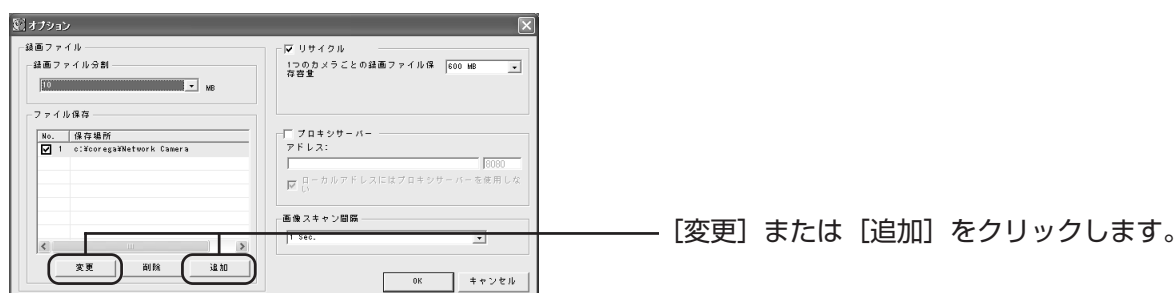 オプション
録画ファイル
録画ファイル分割
10 MB
ファイル保存
No. 保存場所
1 c:¥corega¥Network Camera
変更 削除 追加
リサイクル
1つのカメラごとの録画ファイル保
存容量
600 MB
プロキシサーバー
アドレス:
8080
ローカルアドレスにはプロキシサーバーを使用しな
い
画像スキャン間隔
1 Sec.
OK キャンセル
[変更] または [追加] をクリックします。